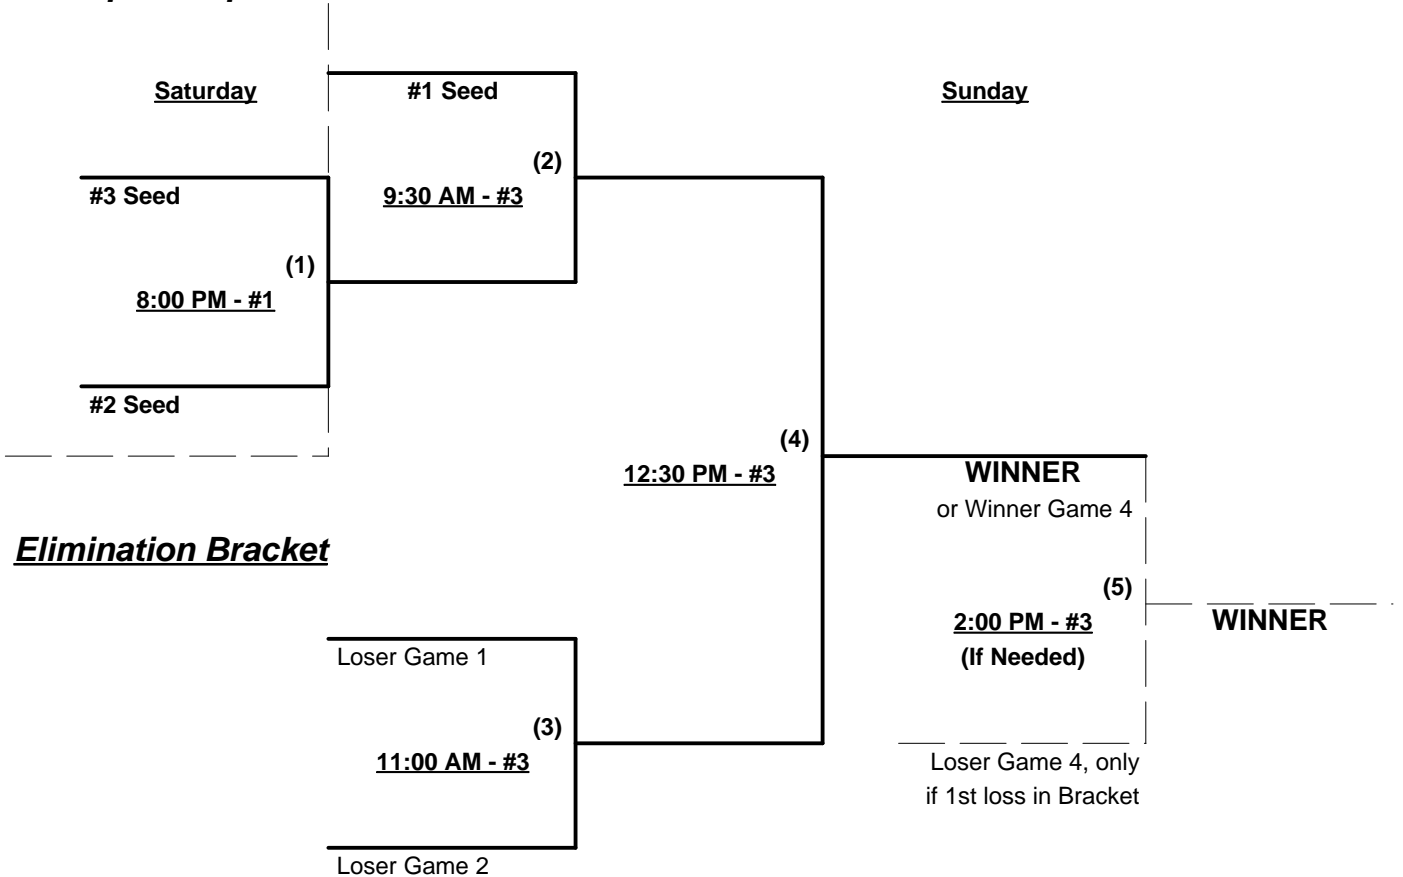 Saturday
#1 Seed
Sunday
(2)
#3 Seed
9:30 AM - #3
(1)
8:00 PM - #1
#2 Seed
(4)
12:30 PM - #3
WINNER
or Winner Game 4
Elimination Bracket
(5)
2:00 PM - #3
WINNER
(If Needed)
Loser Game 1
(3)
11:00 AM - #3
Loser Game 4, only
if 1st loss in Bracket
Loser Game 2